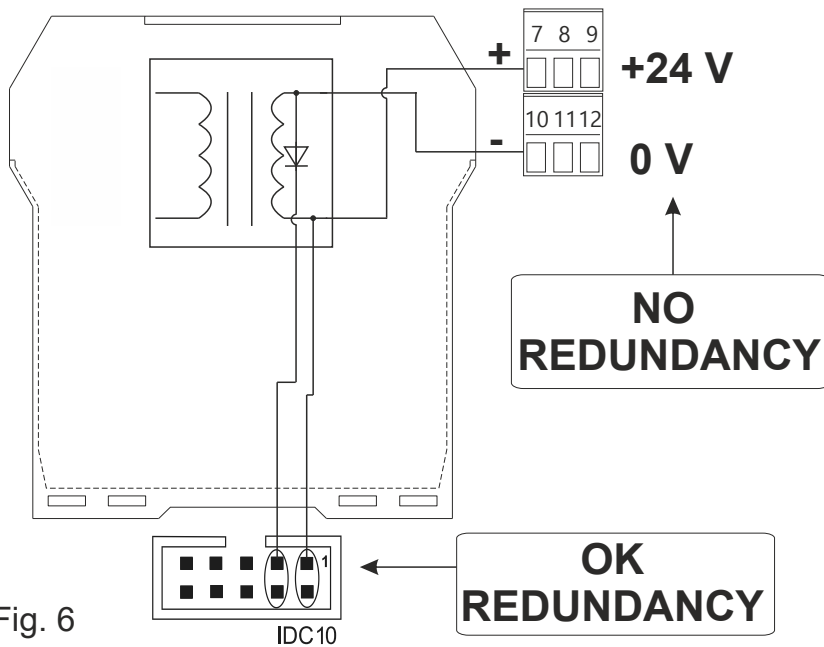 7 8 9
+
+24 V
10 11 12
-
0 V
NO
REDUNDANCY
1
OK
REDUNDANCY
Fig. 6
IDC10